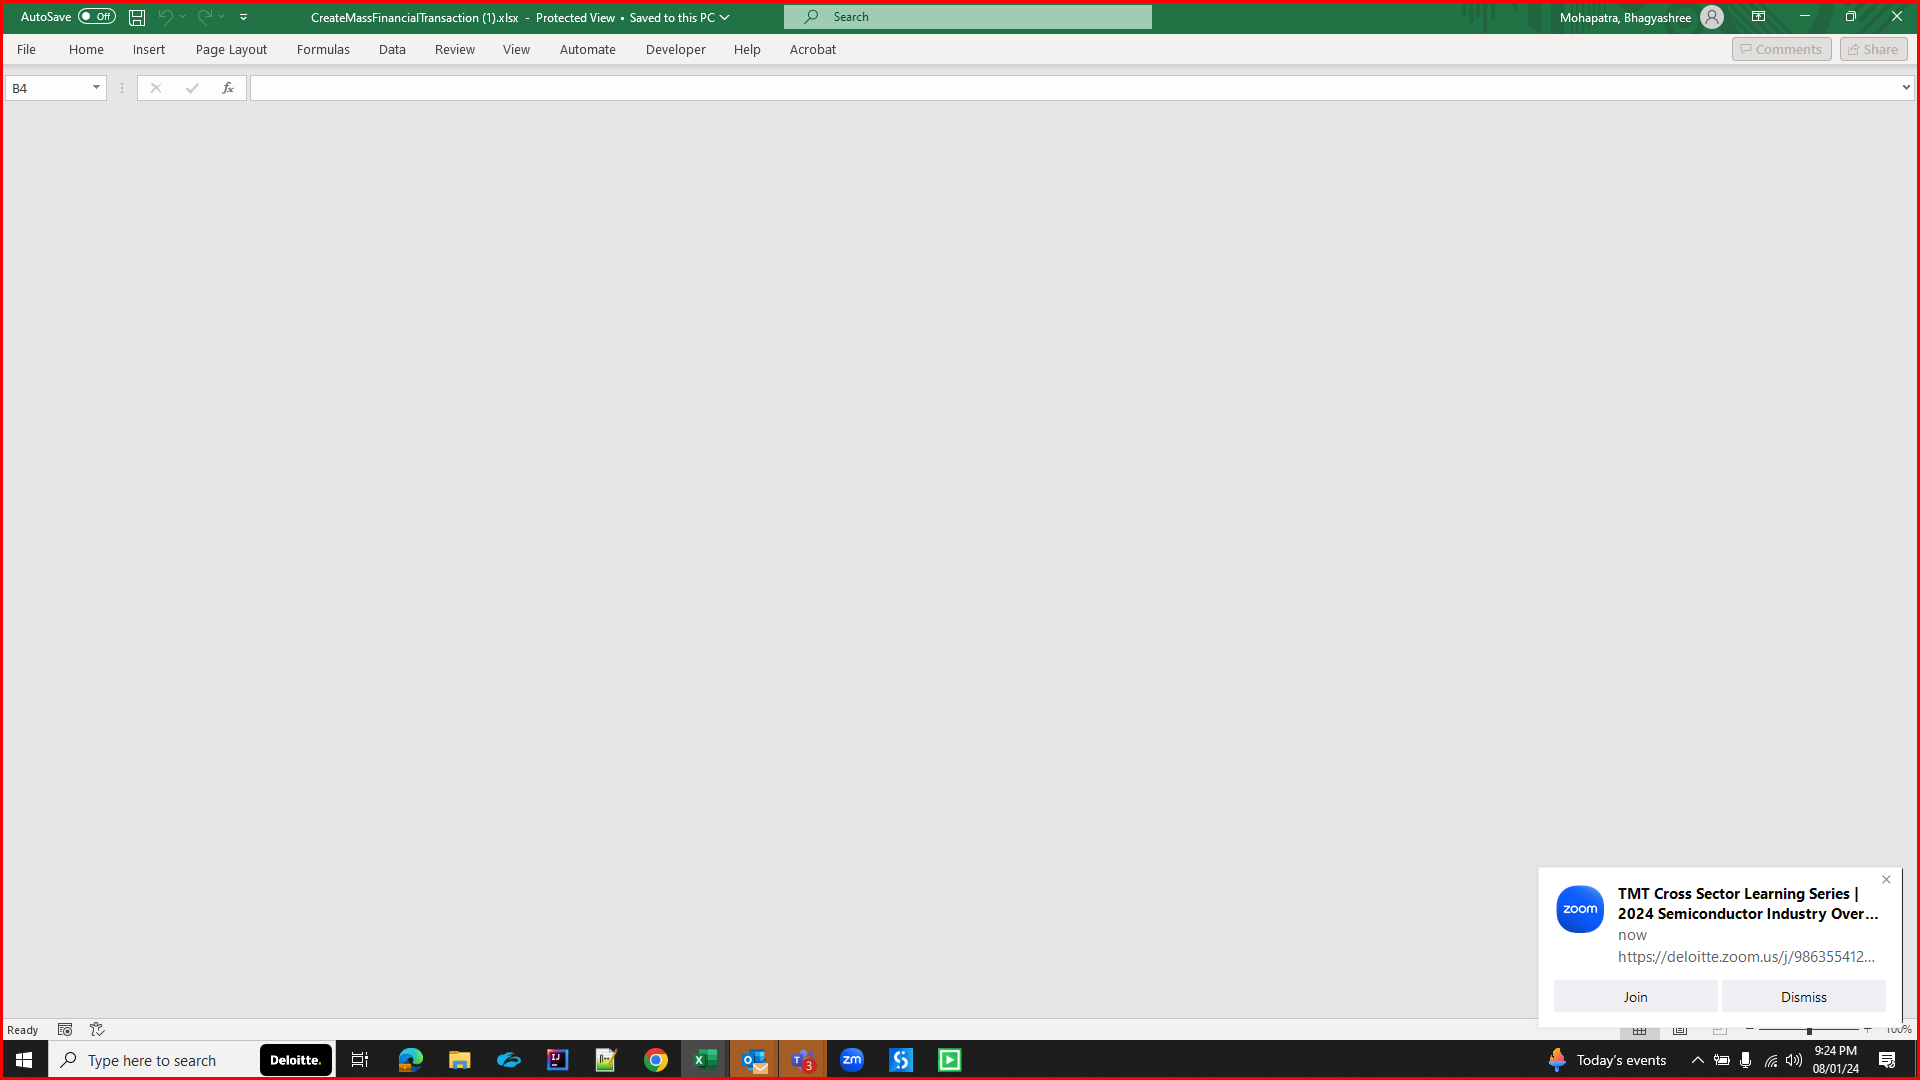 AutoSave Off CreateMassFinancialTransaction (1).xlsx - Protected View • Saved to this PC Search Mohapatra, Bhagyashree
File Home Insert Page Layout Formulas Data Review View Automate Developer Help Acrobat Comments Share
B4 fx
TMT Cross Sector Learning Series |
2024 Semiconductor Industry Over...
now
https://deloitte.zoom.us/j/986355412...
zoom
Join Dismiss
Ready 100%
Type here to search Deloitte. zm 3 Today's events 9:24 PM
08/01/24